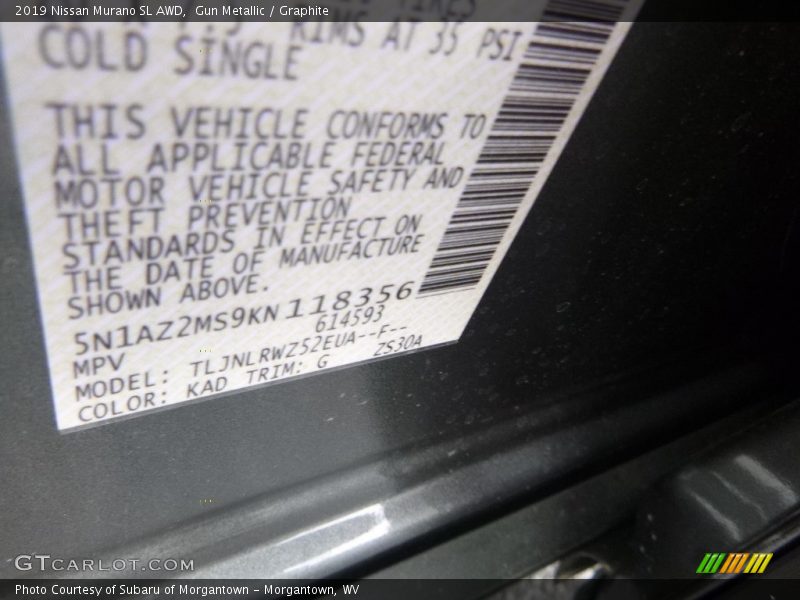 2019 Nissan Murano SL AWD, Gun Metallic / Graphite
RIMS AT 35 PSI
COLD SINGLE
THIS VEHICLE CONFORMS TO
ALL APPLICABLE FEDERAL
MOTOR VEHICLE SAFETY AND
THEFT PREVENTION
STANDARDS IN EFFECT ON
THE DATE OF MANUFACTURE
SHOWN ABOVE.
5N1AZ2MS9KN118356
MPV 614593
MODEL: TLJNLRWZ52EUA--F--
COLOR: KAD TRIM: G ZS30A
GTCARLOT.COM
Photo Courtesy of Subaru of Morgantown - Morgantown, WV